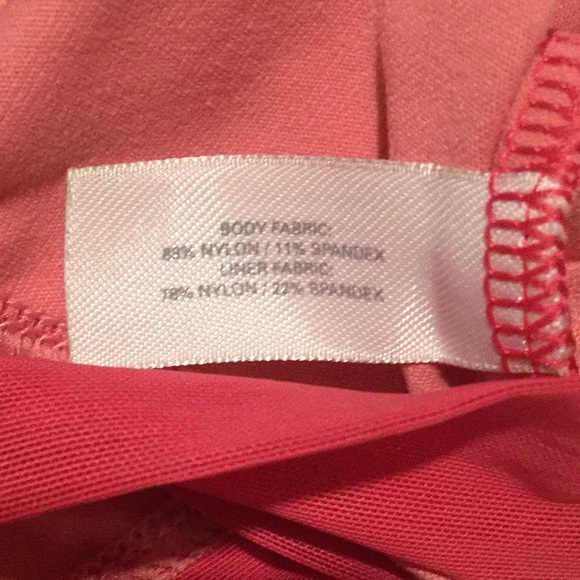 BODY FABRIC:
89% NYLON / 11% SPANDEX
LINER FABRIC:
78% NYLON / 22% SPANDEX